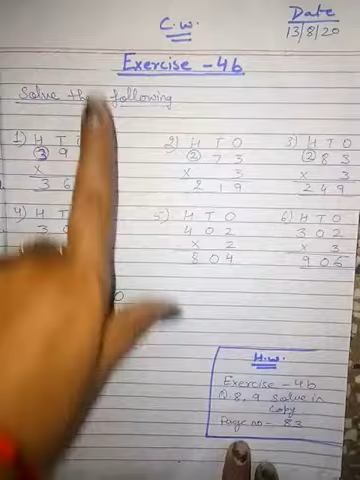 C.W.
Date
13/8/20
Exercise - 4b
Solve the following
1) H T
3 9
x
3 6
2) H T O
2 7 3
x 3
2 1 9
3) H T O
2 8 3
x 3
2 4 9
4) H T
3 0
5) H T O
4 0 2
x 2
8 0 4
6) H T O
3 0 2
x 3
9 0 6
0
H.W.
Exercise - 4b
Q. 8, 9 Solve in
copy
Page no - 83